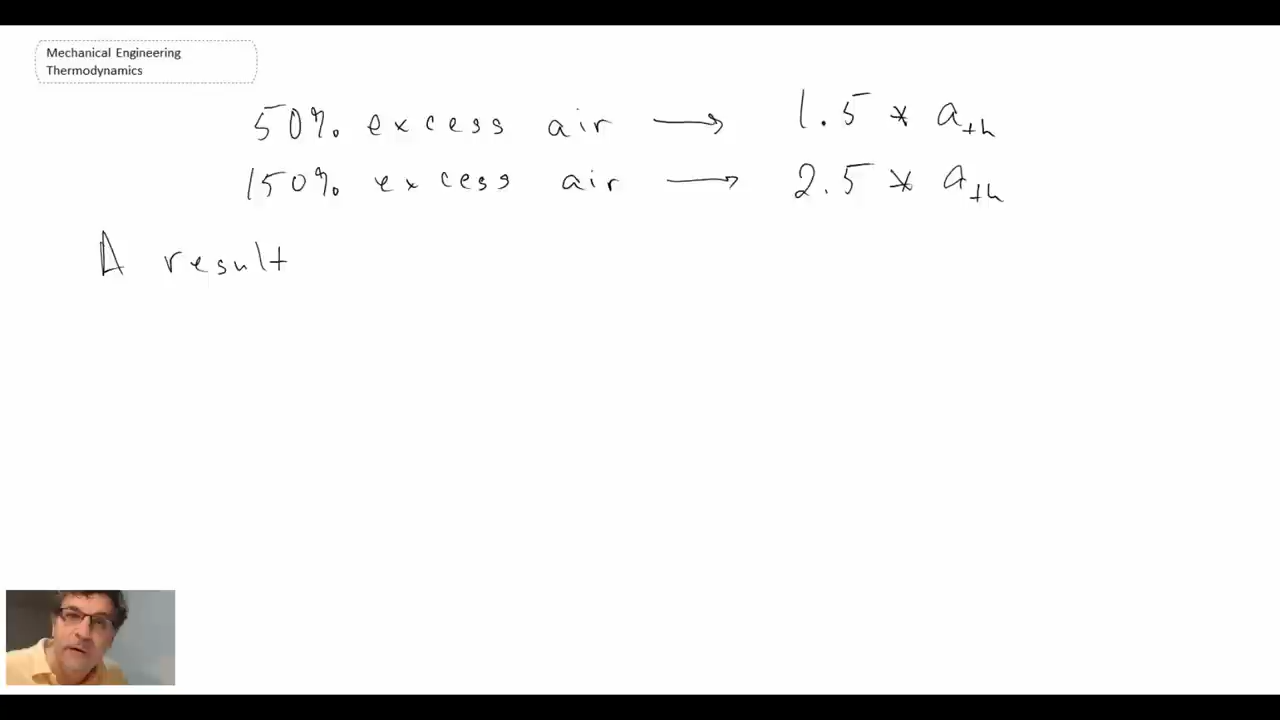 Mechanical Engineering
Thermodynamics
50% excess air → 1.5 * a_th
150% excess air → 2.5 * a_th
A result